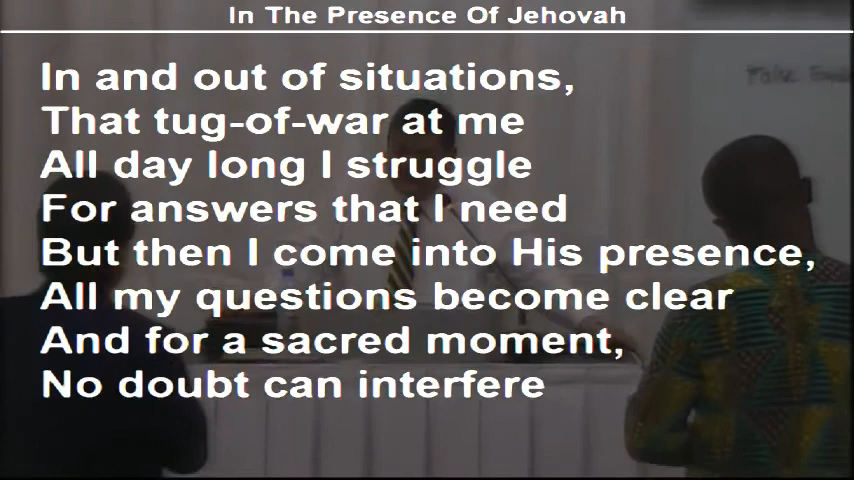 In The Presence Of Jehovah
In and out of situations,
That tug-of-war at me
All day long I struggle
For answers that I need
But then I come into His presence,
All my questions become clear
And for a sacred moment,
No doubt can interfere